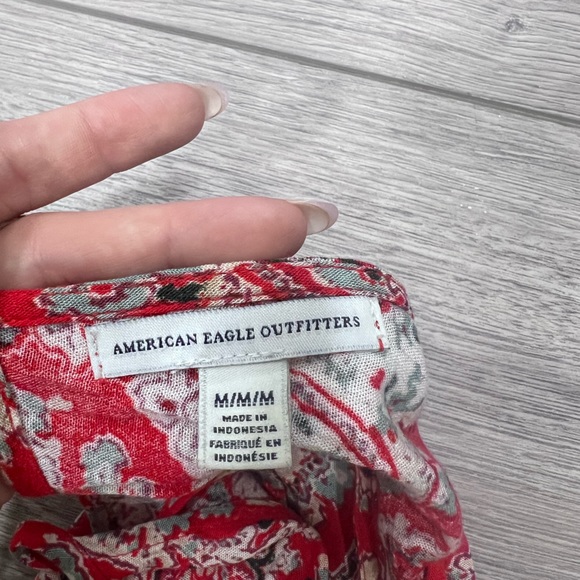 AMERICAN EAGLE OUTFITTERS
M/M/M
MADE IN
INDONESIA
FABRIQUÉ EN
INDONÉSIE